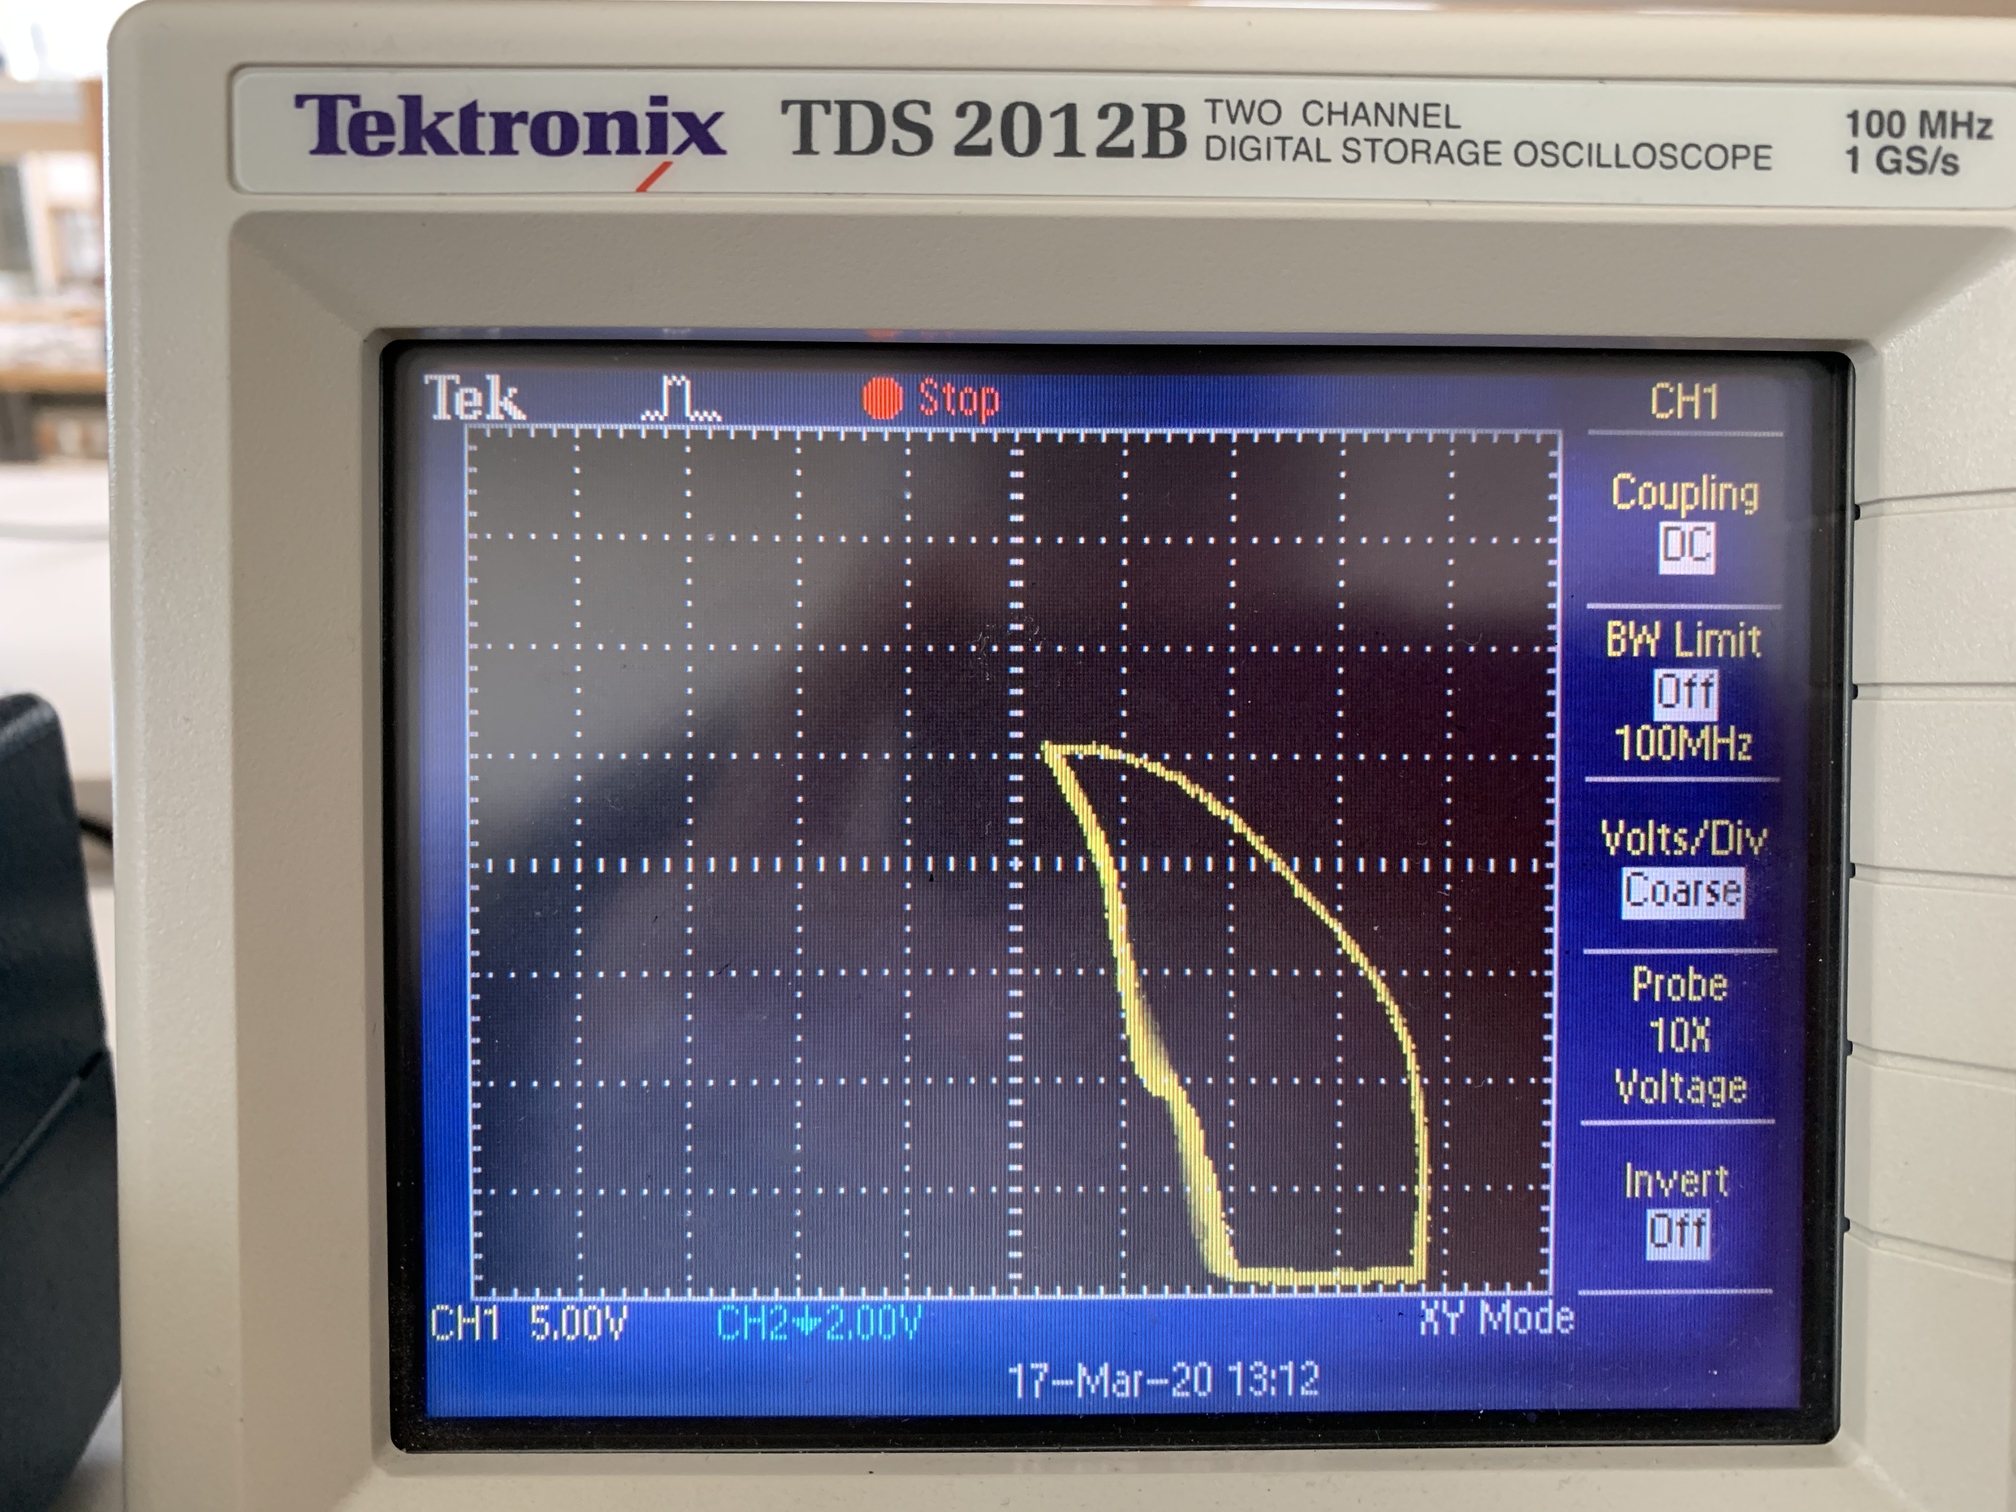 Tektronix TDS 2012B TWO CHANNEL
DIGITAL STORAGE OSCILLOSCOPE
100 MHz
1 GS/s
Tek Stop CH1
Coupling
DC
BW Limit
Off
100MHz
Volts/Div
Coarse
Probe
10X
Voltage
Invert
Off
CH1 5.00V CH2 2.00V XY Mode
17-Mar-20 13:12